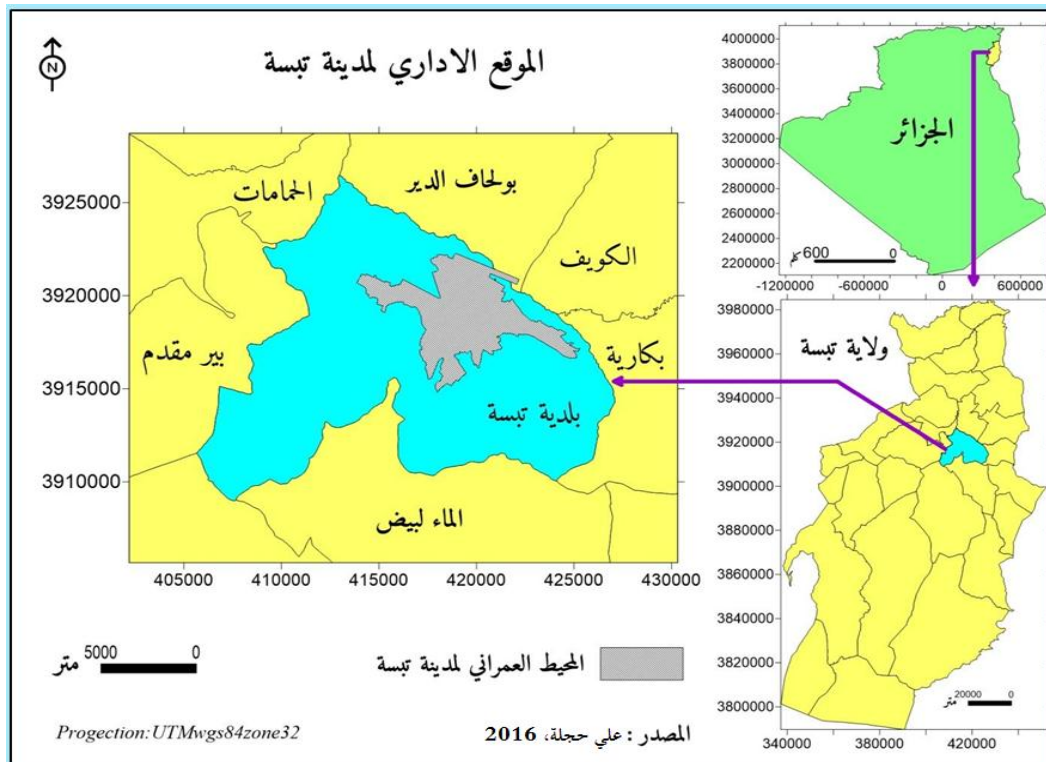 الموقع الاداري لمدينة تبسة
N
الحمامات
بولحاف الدير
الكويف
بير مقدم
بكارية
بلدية تبسة
الماء لبيض
3925000
3920000
3915000
3910000
405000 410000 415000 420000 425000 430000
متر 5000 0
المحيط العمراني لمدينة تبسة
Progection:UTMwgs84zone32
المصدر : علي حجلة، 2016
الجزائر
4000000
3800000
3600000
3400000
3200000
3000000
2800000
2600000
2400000
2200000
كلم 600 0
-1200000 -600000 0 600000
ولاية تبسة
3980000
3960000
3940000
3920000
3900000
3880000
3860000
3840000
3820000
3800000
متر 20000 0
340000 380000 420000